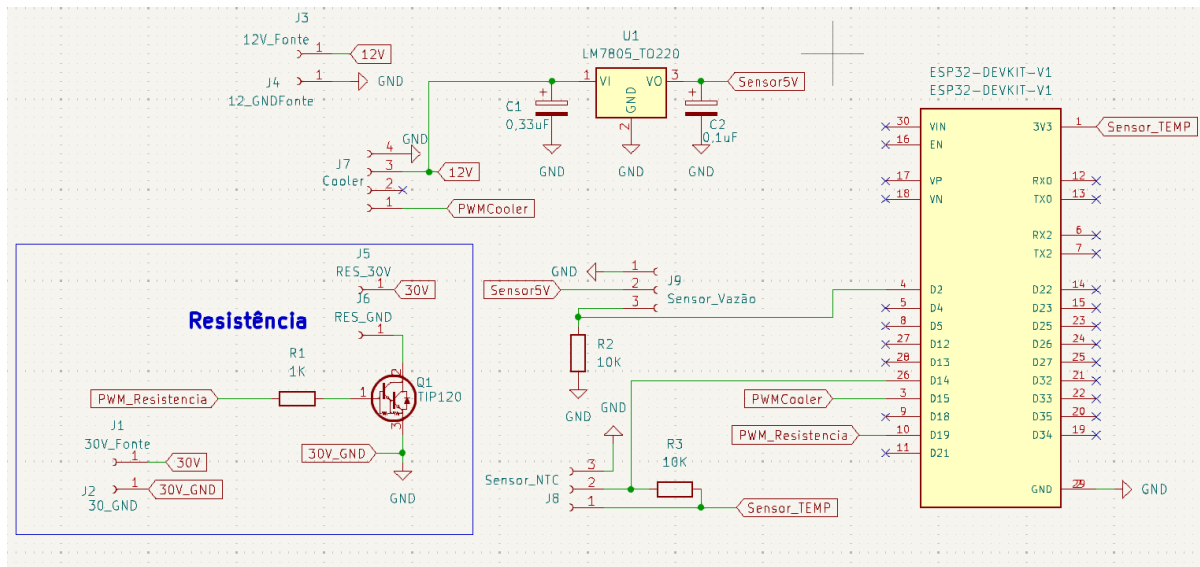 J3
12V_Fonte
1
12V
J4
1
GND
12_GNDFonte
U1
LM7805_TO220
1
VI
VO
3
GND
2
Sensor5V
+
C1
0,33uF
+
C2
0,1uF
GND
GND
GND
J7
Cooler
4
GND
3
12V
2
1
PWMCooler
Resistência
J5
RES_30V
1
30V
J6
RES_GND
1
R1
1K
PWM_Resistencia
1
2
Q1
TIP120
3
30V_GND
GND
J1
30V_Fonte
1
30V
J2
1
30V_GND
30_GND
GND
1
Sensor5V
2
J9
3
Sensor_Vazão
R2
10K
GND
GND
R3
10K
Sensor_NTC
3
2
J8
1
Sensor_TEMP
ESP32-DEVKIT-V1
ESP32-DEVKIT-V1
30 VIN
16 EN
17 VP
18 VN
4 D2
5 D4
8 D5
27 D12
28 D13
26 D14
PWMCooler
3 D15
9 D18
PWM_Resistencia
10 D19
11 D21
3V3 1
Sensor_TEMP
RX0 12
TX0 13
RX2 6
TX2 7
D22 14
D23 15
D25 23
D26 24
D27 25
D32 21
D33 22
D35 20
D34 19
GND
GND